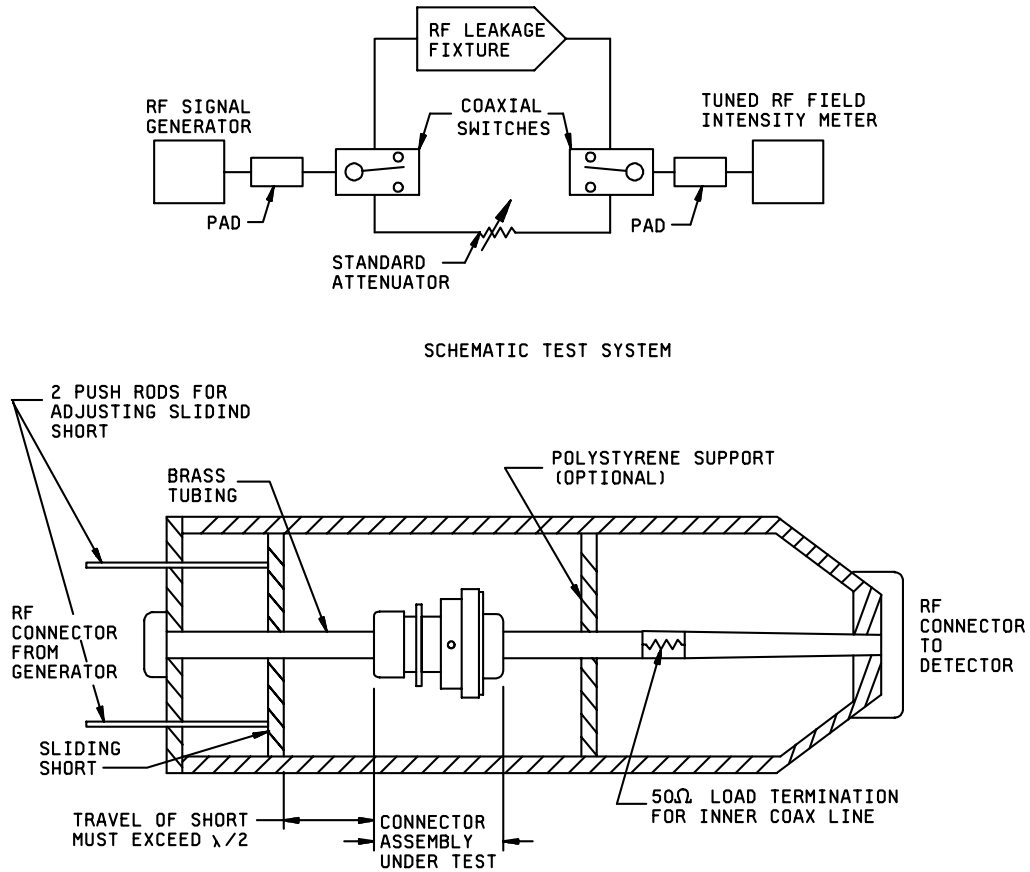 RF LEAKAGE
FIXTURE
RF SIGNAL
GENERATOR
COAXIAL
SWITCHES
TUNED RF FIELD
INTENSITY METER
PAD
PAD
STANDARD
ATTENUATOR
SCHEMATIC TEST SYSTEM
2 PUSH RODS FOR
ADJUSTING SLIDIND
SHORT
BRASS
TUBING
POLYSTYRENE SUPPORT
(OPTIONAL)
RF
CONNECTOR
FROM
GENERATOR
RF
CONNECTOR
TO
DETECTOR
SLIDING
SHORT
50Ω LOAD TERMINATION
FOR INNER COAX LINE
TRAVEL OF SHORT
MUST EXCEED λ/2
CONNECTOR
ASSEMBLY
UNDER TEST